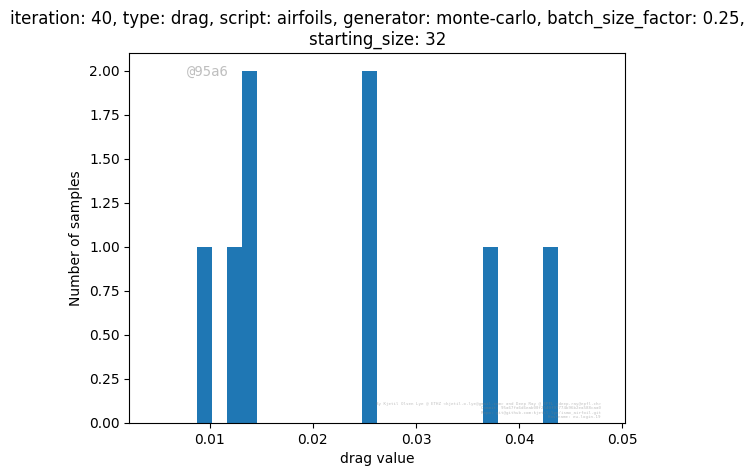 iteration: 40, type: drag, script: airfoils, generator: monte-carlo, batch_size_factor: 0.25,
starting_size: 32
@95a6
2.00
1.75
1.50
1.25
1.00
0.75
0.50
0.25
0.00
Number of samples
0.01
0.02
0.03
0.04
0.05
drag value